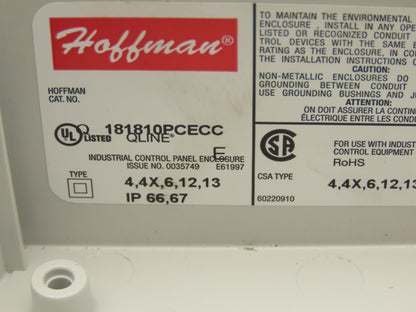 Hoffman®
HOFFMAN
CAT. NO.
Q 181810PCECC
UL LISTED QLINE E
INDUSTRIAL CONTROL PANEL ENCLOSURE
ISSUE NO. 0035749 E61997
TYPE
4,4X,6,12,13
IP 66,67
TO MAINTAIN THE ENVIRONMENTAL
ENCLOSURE, INSTALL IN ANY OPE
LISTED OR RECOGNIZED CONDUIT
TROL DEVICES WITH THE SAME
RATING AS THE ENCLOSURE, IN CO
THE INSTALLATION INSTRUCTIONS O
CAUTION:
NON-METALLIC ENCLOSURES DO
GROUNDING BETWEEN CONDUIT
USE GROUNDING BUSHINGS AND J
ATTENTION:
ON DOIT ASSURER LA CONTINU
ÉLECTRIQUE ENTRE LES COND
FOR USE WITH INDUST
CONTROL EQUIPMENT
RoHS
CSA TYPE
4,4X,6,12,13
60220910